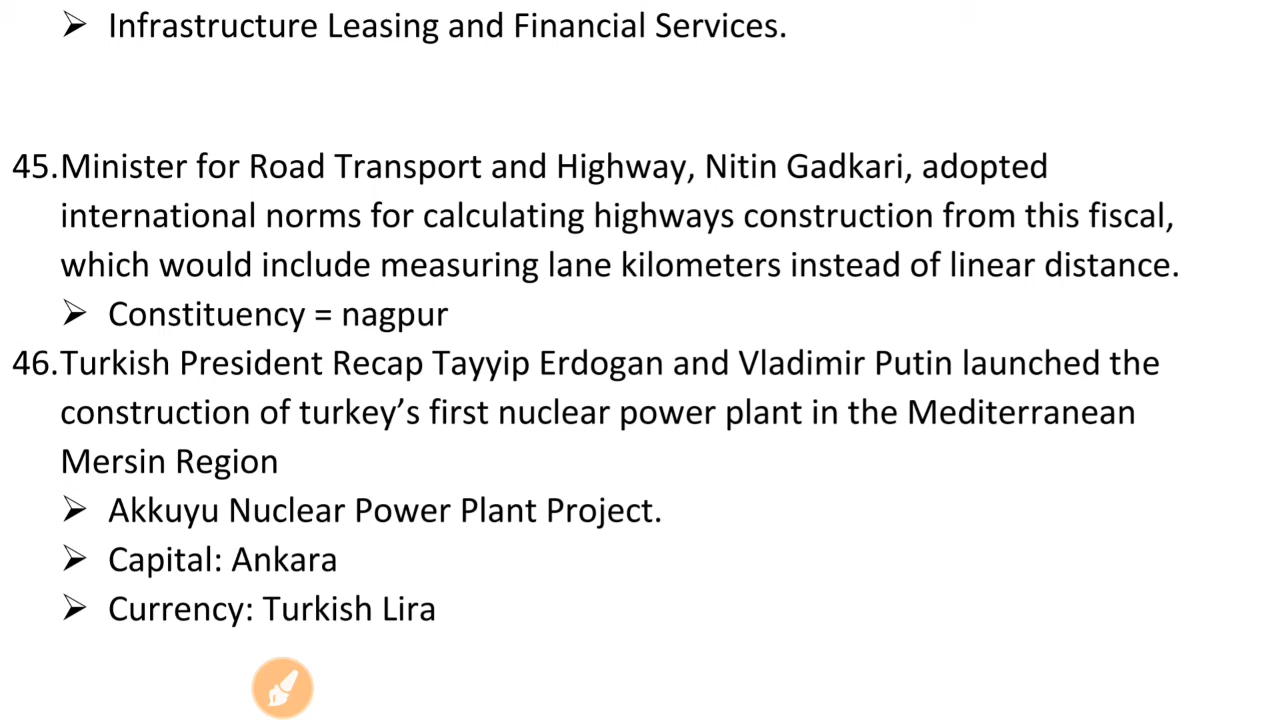 ➢ Infrastructure Leasing and Financial Services.
45.Minister for Road Transport and Highway, Nitin Gadkari, adopted
international norms for calculating highways construction from this fiscal,
which would include measuring lane kilometers instead of linear distance.
➢ Constituency = nagpur
46.Turkish President Recap Tayyip Erdogan and Vladimir Putin launched the
construction of turkey’s first nuclear power plant in the Mediterranean
Mersin Region
➢ Akkuyu Nuclear Power Plant Project.
➢ Capital: Ankara
➢ Currency: Turkish Lira